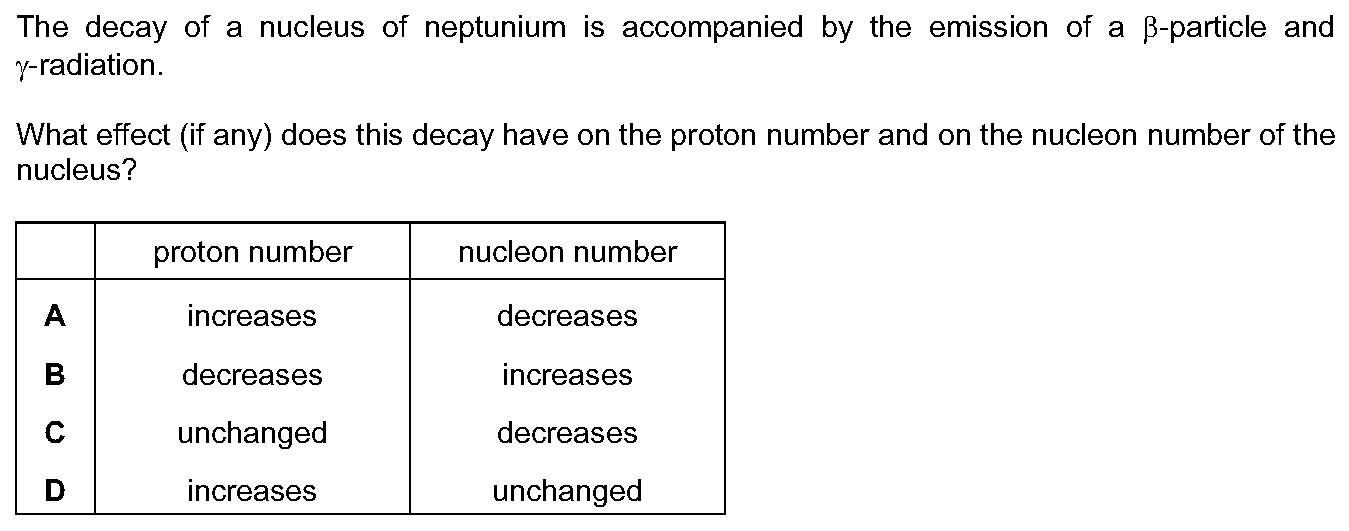 The decay of a nucleus of neptunium is accompanied by the emission of a β-particle and
γ-radiation.
What effect (if any) does this decay have on the proton number and on the nucleon number of the
nucleus?
proton number nucleon number
A increases decreases
B decreases increases
C unchanged decreases
D increases unchanged